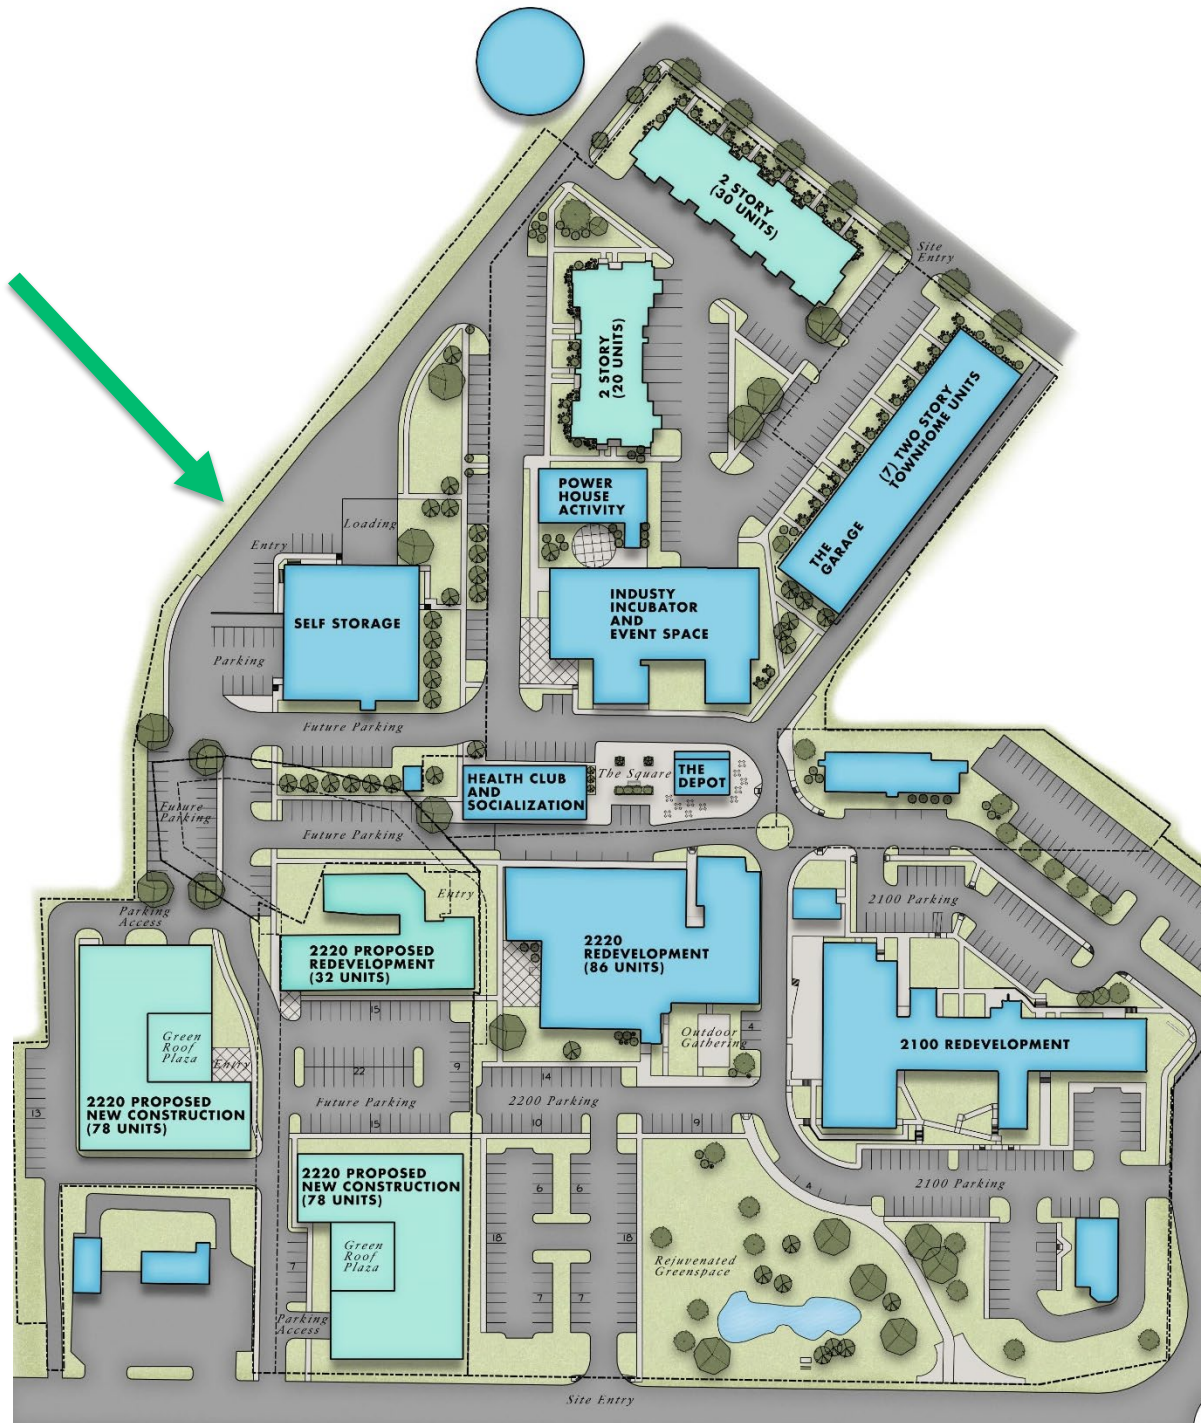 2 STORY
(30 UNITS)
Site
Entry
2 STORY
(20 UNITS)
(7) TWO STORY
TOWNHOME UNITS
THE
GARAGE
POWER
HOUSE
ACTIVITY
Loading
Entry
SELF STORAGE
INDUSTY
INCUBATOR
AND
EVENT SPACE
Parking
Future Parking
HEALTH CLUB
AND
SOCIALIZATION
The Square
THE
DEPOT
Future
Parking
Future Parking
Parking
Access
Entry
2100 Parking
2220 PROPOSED
REDEVELOPMENT
(32 UNITS)
2220
REDEVELOPMENT
(86 UNITS)
15
Green
Roof
Plaza
Entry
Outdoor
Gathering
4
2100 REDEVELOPMENT
22
9
14
Future Parking
2200 Parking
2220 PROPOSED
NEW CONSTRUCTION
(78 UNITS)
13
15
10
9
2220 PROPOSED
NEW CONSTRUCTION
(78 UNITS)
6
6
4
2100 Parking
18
18
Green
Roof
Plaza
Rejuvenated
Greenspace
7
7
7
Parking
Access
Site Entry